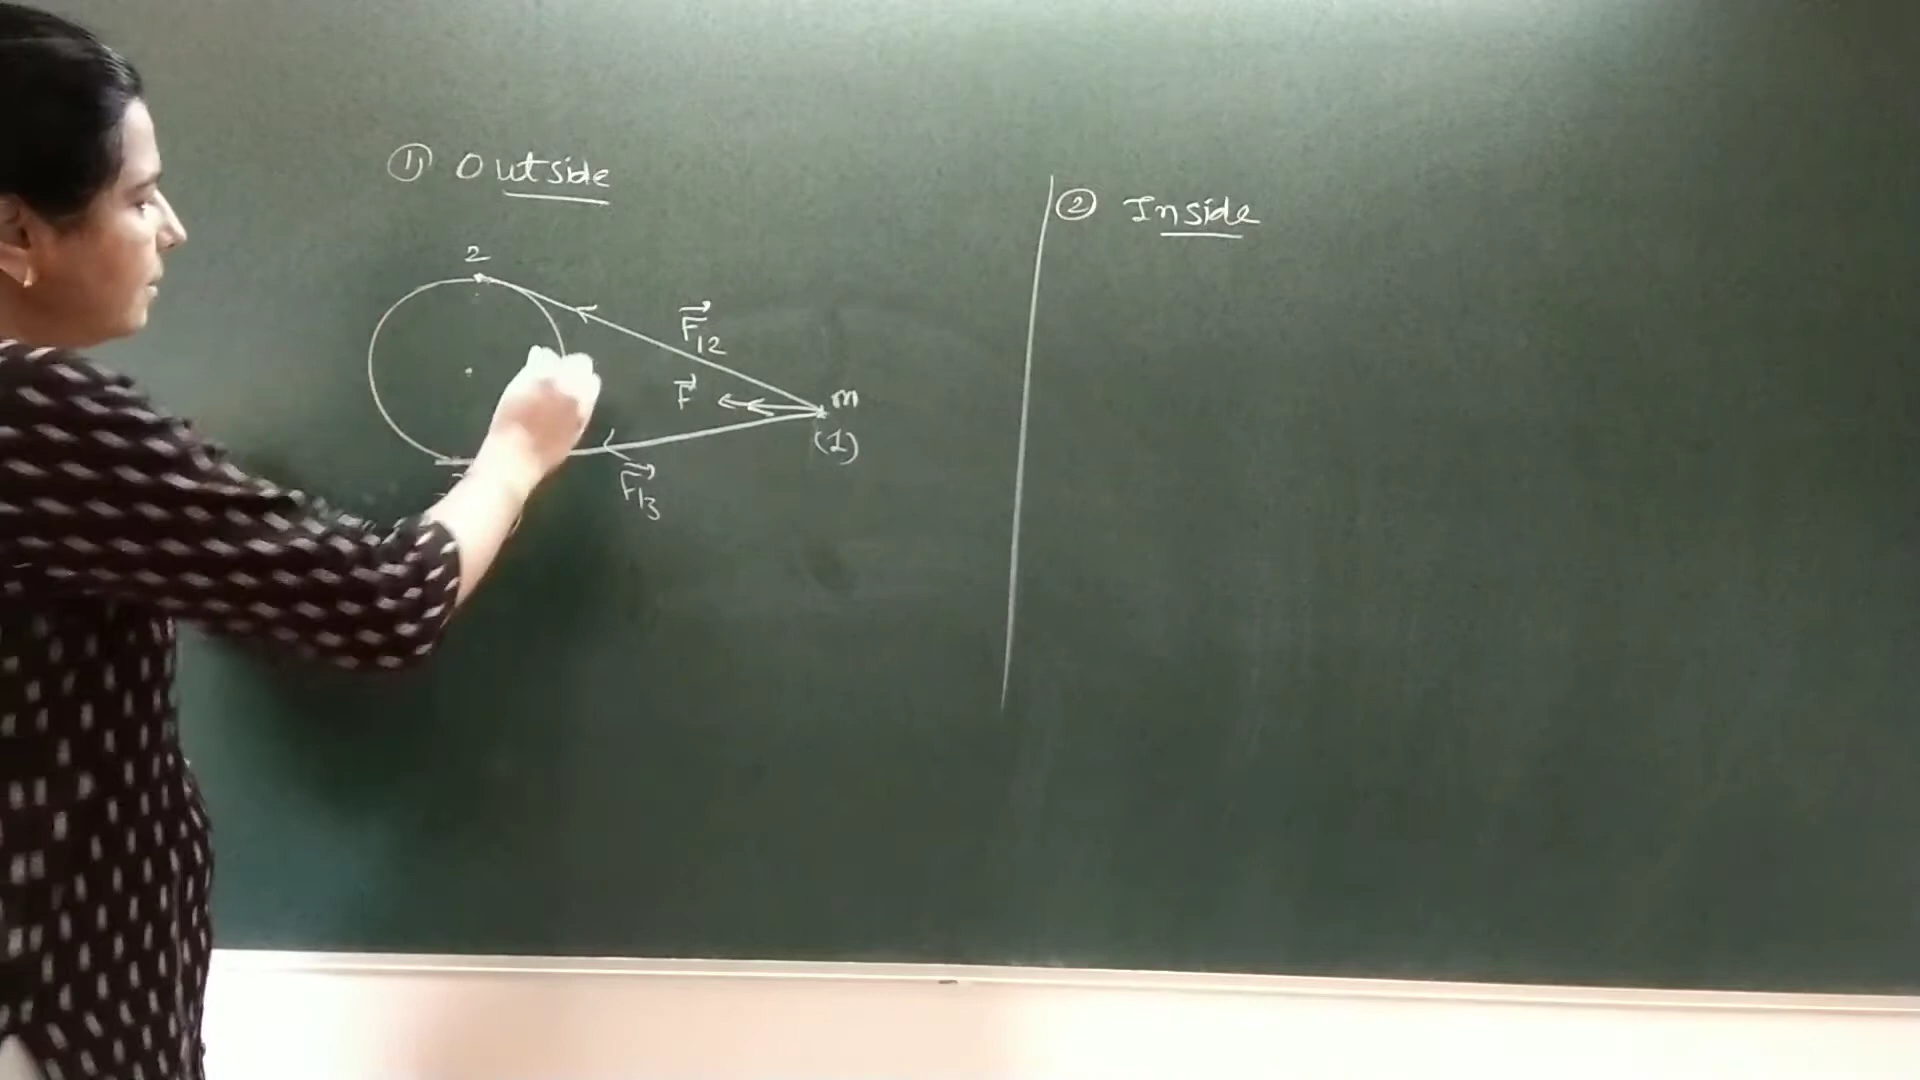 ① Outside
② Inside
2
F⃗12
F⃗
m
(1)
F⃗13